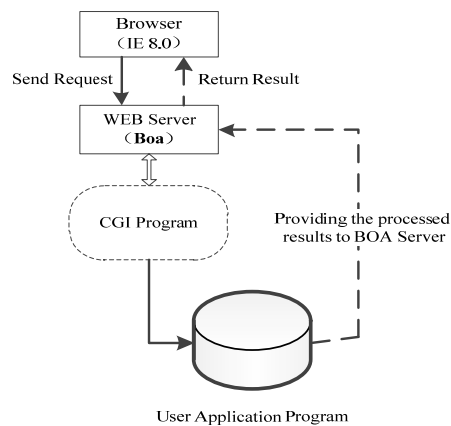 Browser
（IE 8.0）
Send Request
Return Result
WEB Server
（Boa）
CGI Program
Providing the processed
results to BOA Server
User Application Program